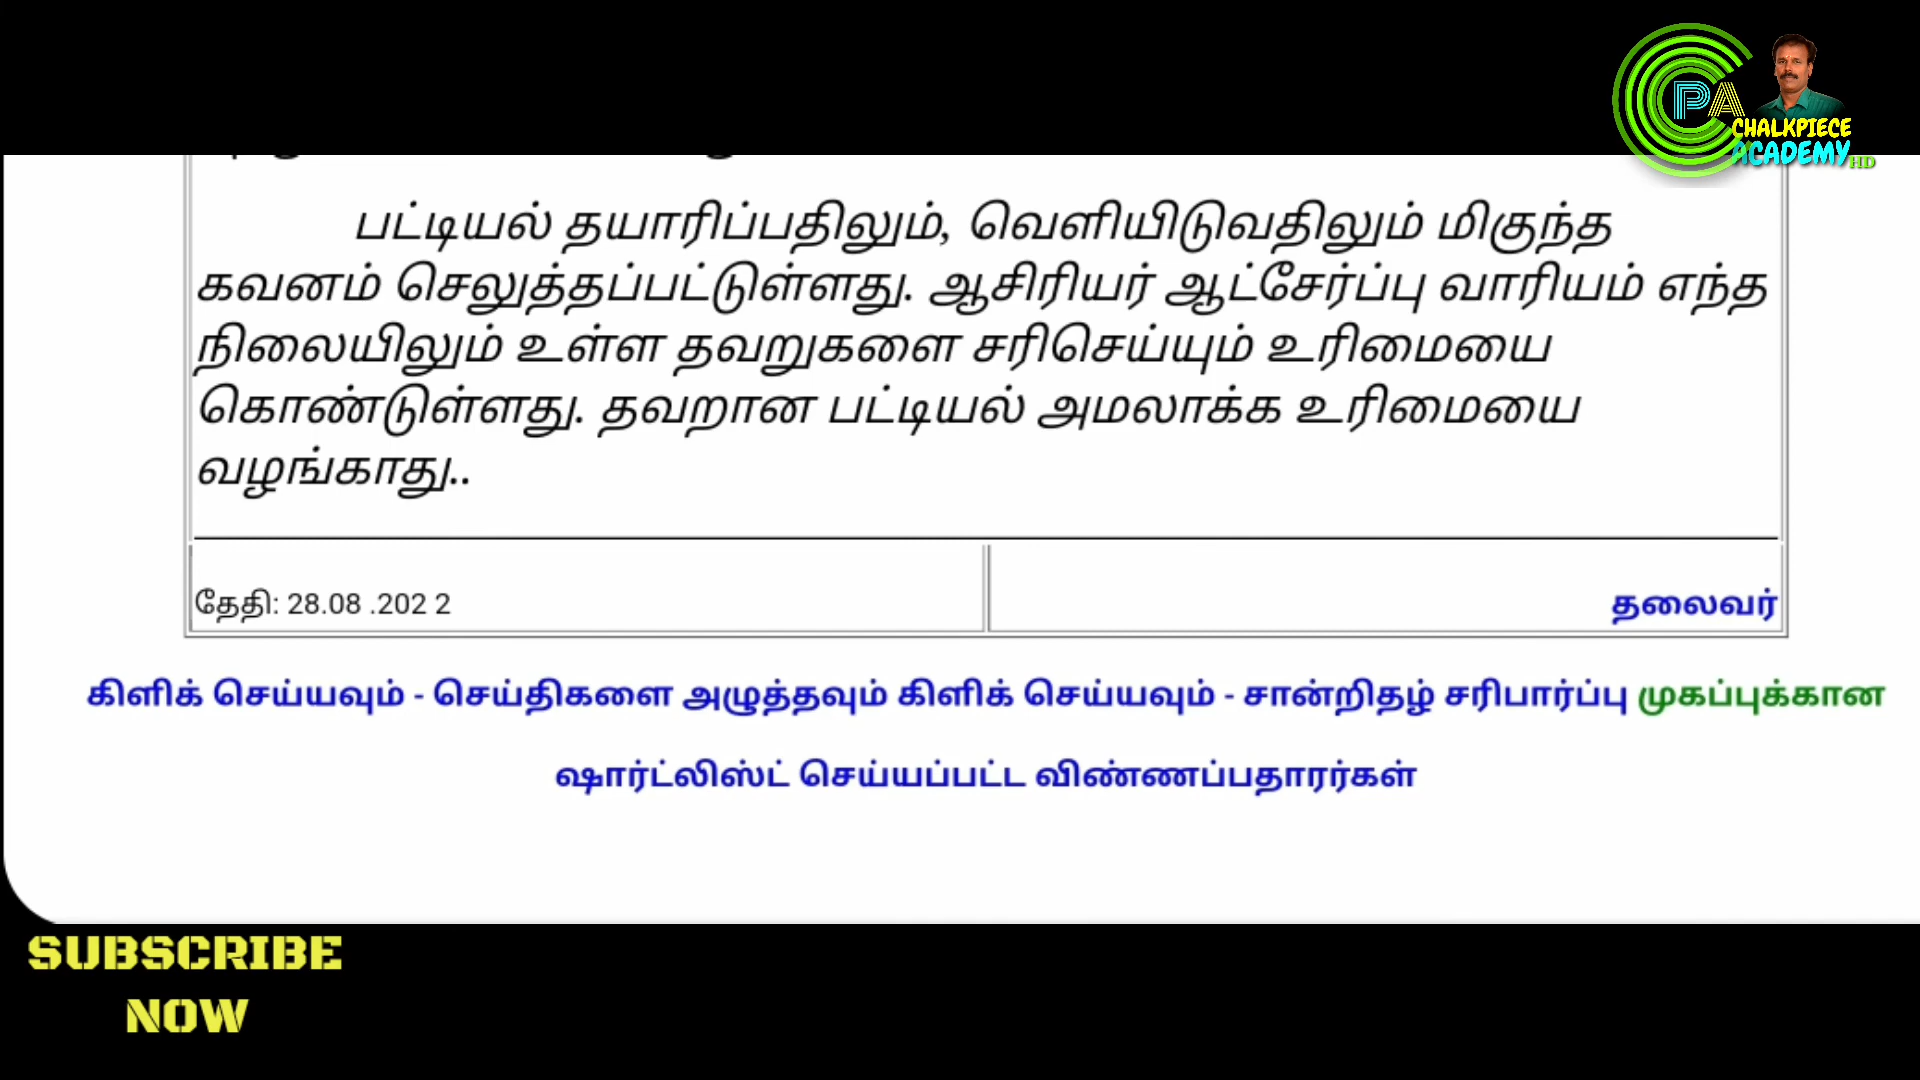 PA
CHALKPIECE
ACADEMY HD
பட்டியல் தயாரிப்பதிலும், வெளியிடுவதிலும் மிகுந்த
கவனம் செலுத்தப்பட்டுள்ளது. ஆசிரியர் ஆட்சேர்ப்பு வாரியம் எந்த
நிலையிலும் உள்ள தவறுகளை சரிசெய்யும் உரிமையை
கொண்டுள்ளது. தவறான பட்டியல் அமலாக்க உரிமையை
வழங்காது..
தேதி: 28.08 .202 2
தலைவர்
கிளிக் செய்யவும் - செய்திகளை அழுத்தவும் கிளிக் செய்யவும் - சான்றிதழ் சரிபார்ப்பு முகப்புக்கான
ஷார்ட்லிஸ்ட் செய்யப்பட்ட விண்ணப்பதாரர்கள்
SUBSCRIBE
NOW